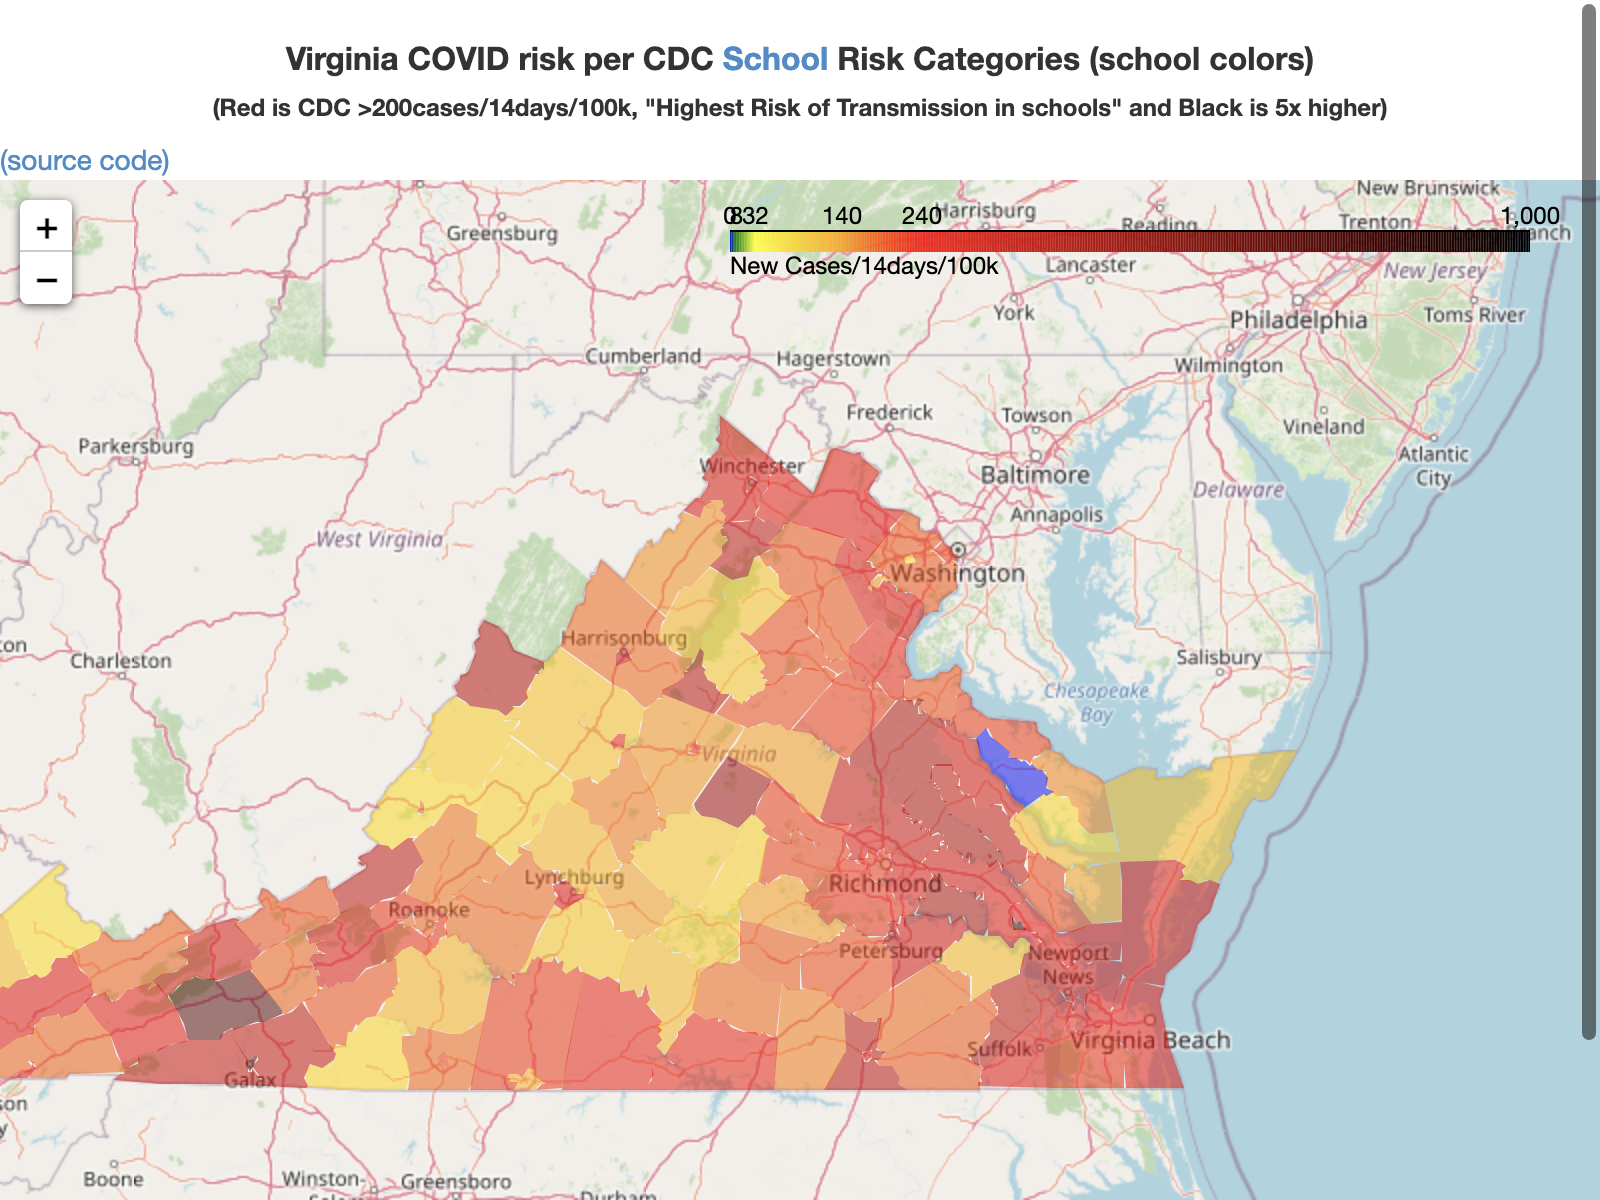 Virginia COVID risk per CDC School Risk Categories (school colors)
(Red is CDC >200cases/14days/100k, "Highest Risk of Transmission in schools" and Black is 5x higher)
(source code)
+
−
0 8 32 140 240 1,000
New Cases/14days/100k
New Brunswick
Greensburg
Harrisburg
Reading
Trenton
Lancaster
New Jersey
York
Philadelphia
Toms River
Cumberland
Hagerstown
Wilmington
Frederick
Towson
Vineland
Parkersburg
Winchester
Baltimore
Atlantic
City
Delaware
Annapolis
West Virginia
Washington
Harrisonburg
Charleston
Salisbury
Chesapeake
Bay
Virginia
Lynchburg
Richmond
Roanoke
Petersburg
Newport
News
Suffolk
Virginia Beach
Galax
Boone
Winston-
Greensboro
Durham